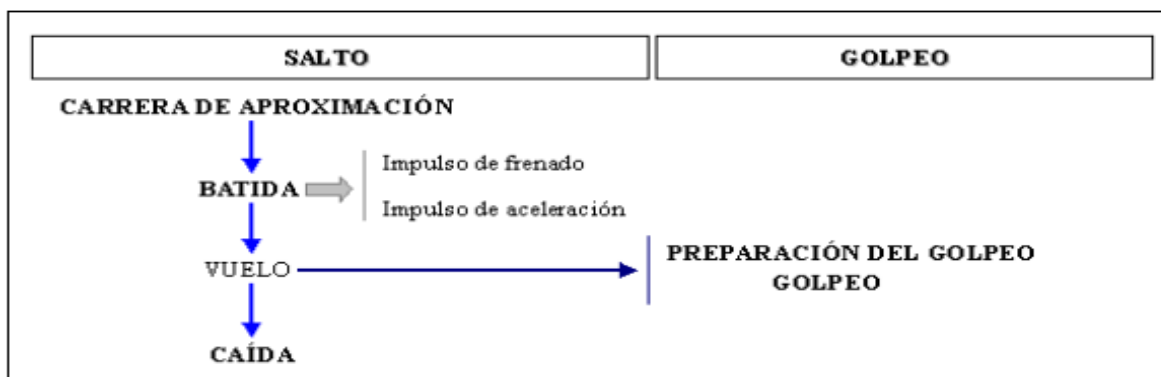 SALTO
GOLPEO
CARRERA DE APROXIMACIÓN
Impulso de frenado
BATIDA
Impulso de aceleración
PREPARACIÓN DEL GOLPEO
VUELO
GOLPEO
CAÍDA